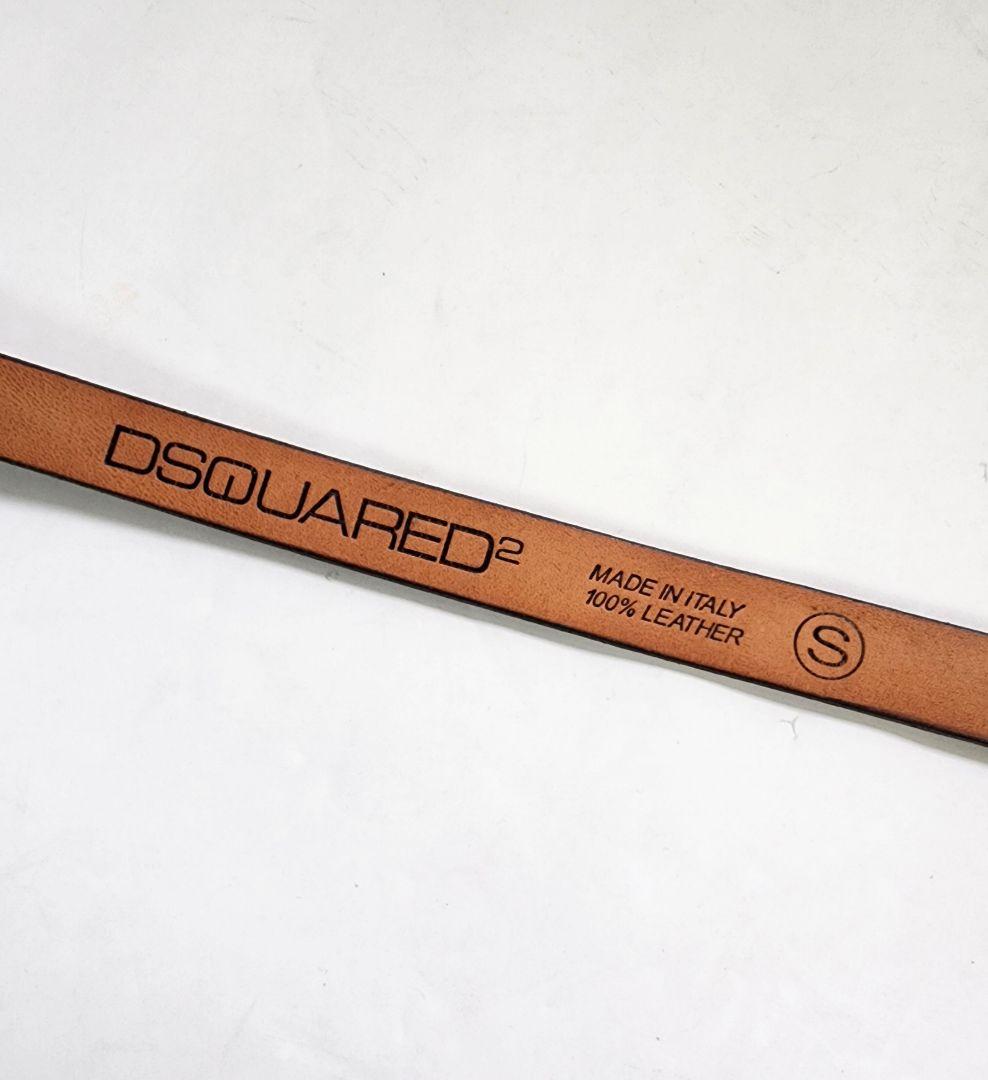 DSQUARED²
MADE IN ITALY
100% LEATHER
S